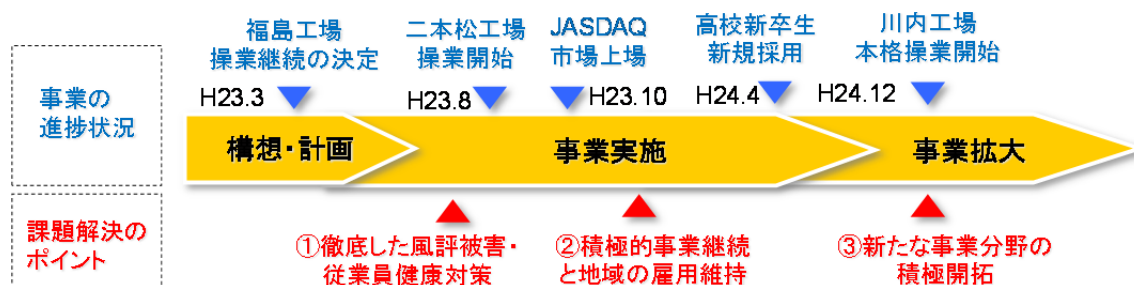 事業の
進捗状況
福島工場
操業継続の決定
H23.3
二本松工場
操業開始
H23.8
JASDAQ
市場上場
H23.10
高校新卒生
新規採用
H24.4
川内工場
本格操業開始
H24.12
構想・計画
事業実施
事業拡大
課題解決の
ポイント
①徹底した風評被害・
従業員健康対策
②積極的事業継続
と地域の雇用維持
③新たな事業分野の
積極開拓